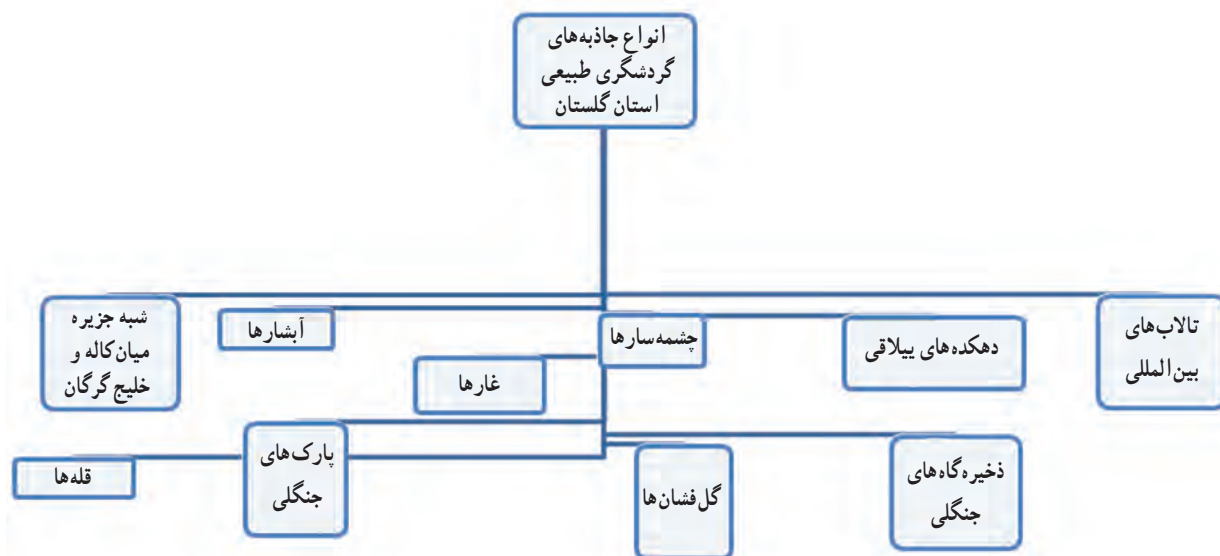 انواع جاذبه‌های
گردشگری طبیعی
استان گلستان
تالاب‌های
بین‌المللی
دهکده‌های ییلاقی
چشمه‌سارها
آبشارها
شبه جزیره
میان‌کاله و
خلیج گرگان
غارها
ذخیره‌گاه‌های
جنگلی
گل‌فشان‌ها
پارک‌های
جنگلی
قله‌ها